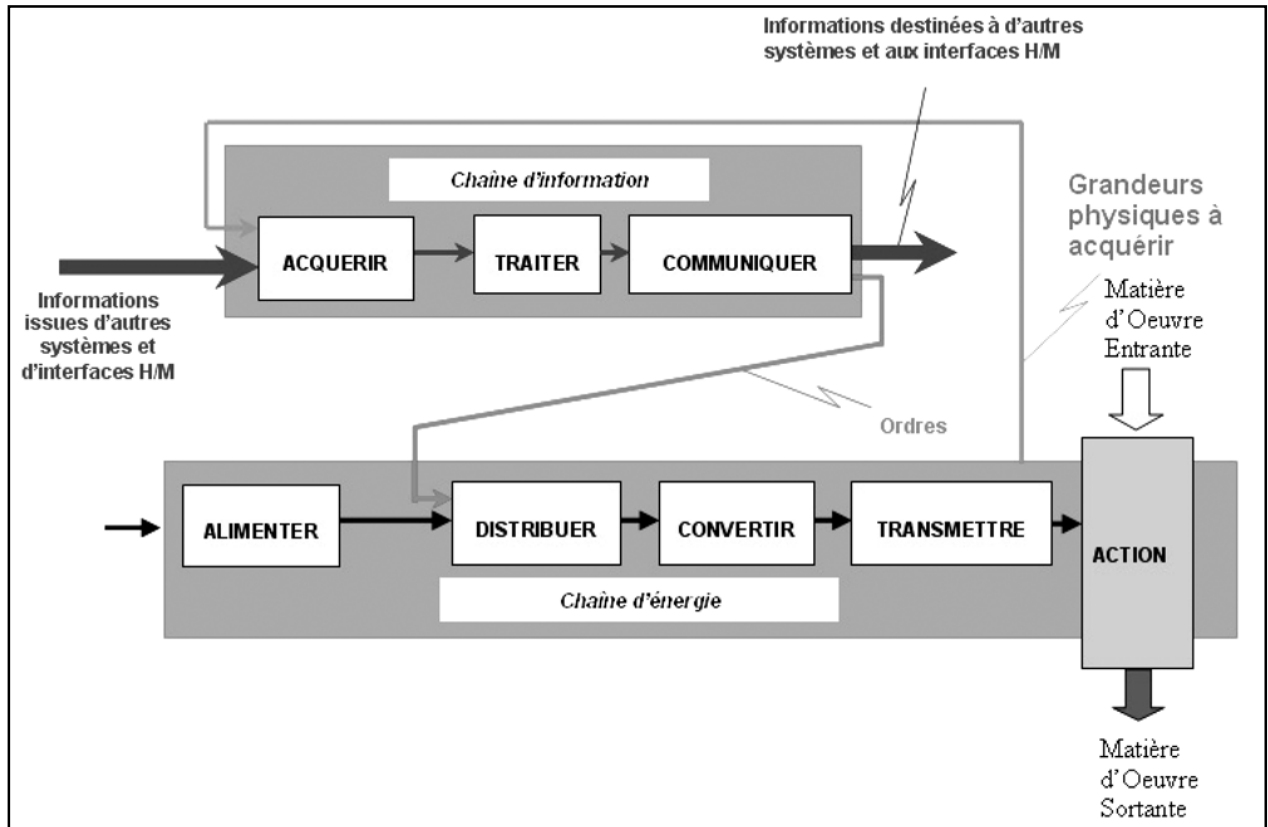 Informations destinées à d'autres
systèmes et aux interfaces H/M
Chaîne d'information
ACQUERIR
TRAITER
COMMUNIQUER
Informations
issues d'autres
systèmes et
d'interfaces H/M
Grandeurs
physiques à
acquérir
Matière
d'Oeuvre
Entrante
Ordres
ALIMENTER
DISTRIBUER
CONVERTIR
TRANSMETTRE
ACTION
Chaîne d'énergie
Matière
d'Oeuvre
Sortante